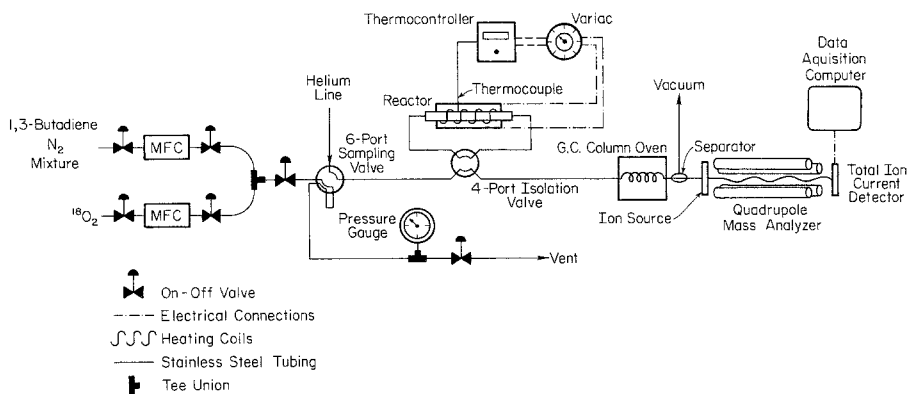 Thermocontroller
Variac
Data
Aquisition
Computer
Helium
Line
Thermocouple
Reactor
Vacuum
1,3-Butadiene
N₂
Mixture
MFC
6-Port
Sampling
Valve
G.C. Column Oven
Separator
4-Port Isolation
Valve
Total Ion
Current
Detector
¹⁸O₂
MFC
Ion Source
Quadrupole
Mass Analyzer
Pressure
Gauge
Vent
On-Off Valve
Electrical Connections
Heating Coils
Stainless Steel Tubing
Tee Union